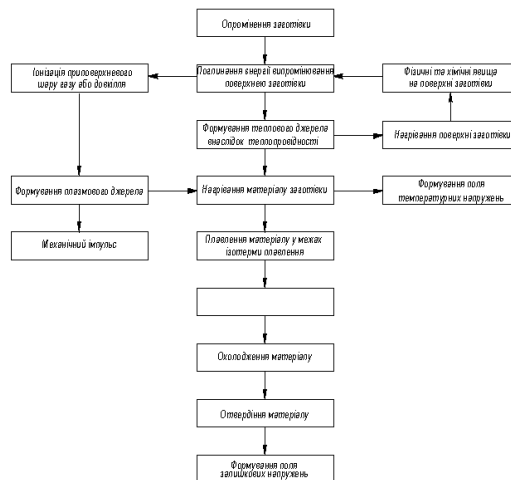 Опромінення заготівки
Іонізація приповерхневого
шару газу або довкілля
Поглинання енергії випромінювання
поверхнею заготівки
Фізичні та хімічні явища
на поверхні заготівки
Формування теплового джерела
внаслідок теплопровідності
Нагрівання поверхні заготівки
Формування плазмового джерела
Нагрівання матеріалу заготівки
Формування поля
температурних напружень
Механічний імпульс
Плавлення матеріалу у межах
ізотерми плавлення
Охолодження матеріалу
Отвердіння матеріалу
Формування поля
залишкових напружень